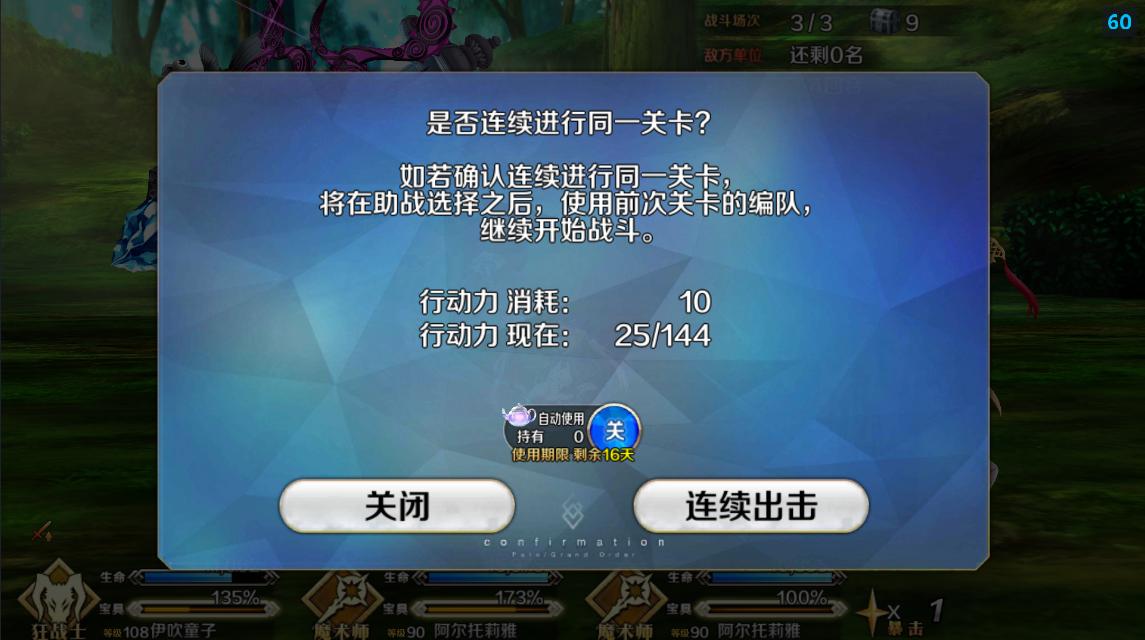 战斗场次 3/3 9
60
敌方单位 还剩0名
是否连续进行同一关卡?
如若确认连续进行同一关卡,
将在助战选择之后，使用前次关卡的编队,
继续开始战斗。
行动力 消耗: 10
行动力 现在: 25/144
自动使用
持有 0
关
使用期限 剩余16天
关闭
连续出击
confirmation
Fate/Grand Order
生命
宝具 135%
狂战士 等级108 伊吹童子
生命
宝具 173%
魔术师 等级90 阿尔托莉雅
生命
宝具 100%
魔术师 等级90 阿尔托莉雅
x 1
暴击